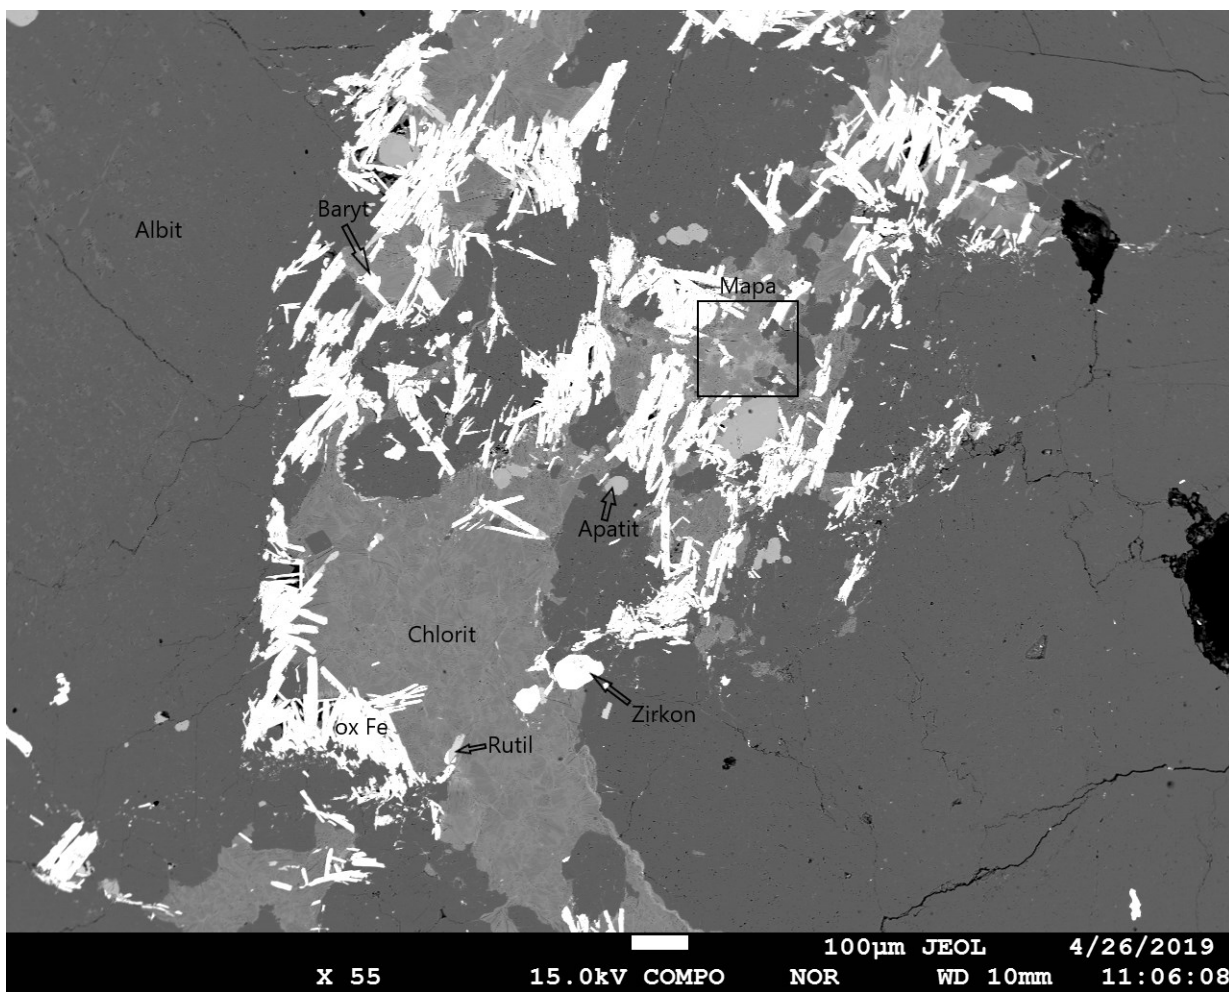 Baryt
Albit
Mapa
Apatit
Chlorit
Zirkon
ox Fe
Rutil
100µm JEOL 4/26/2019
X 55 15.0kV COMPO NOR WD 10mm 11:06:08